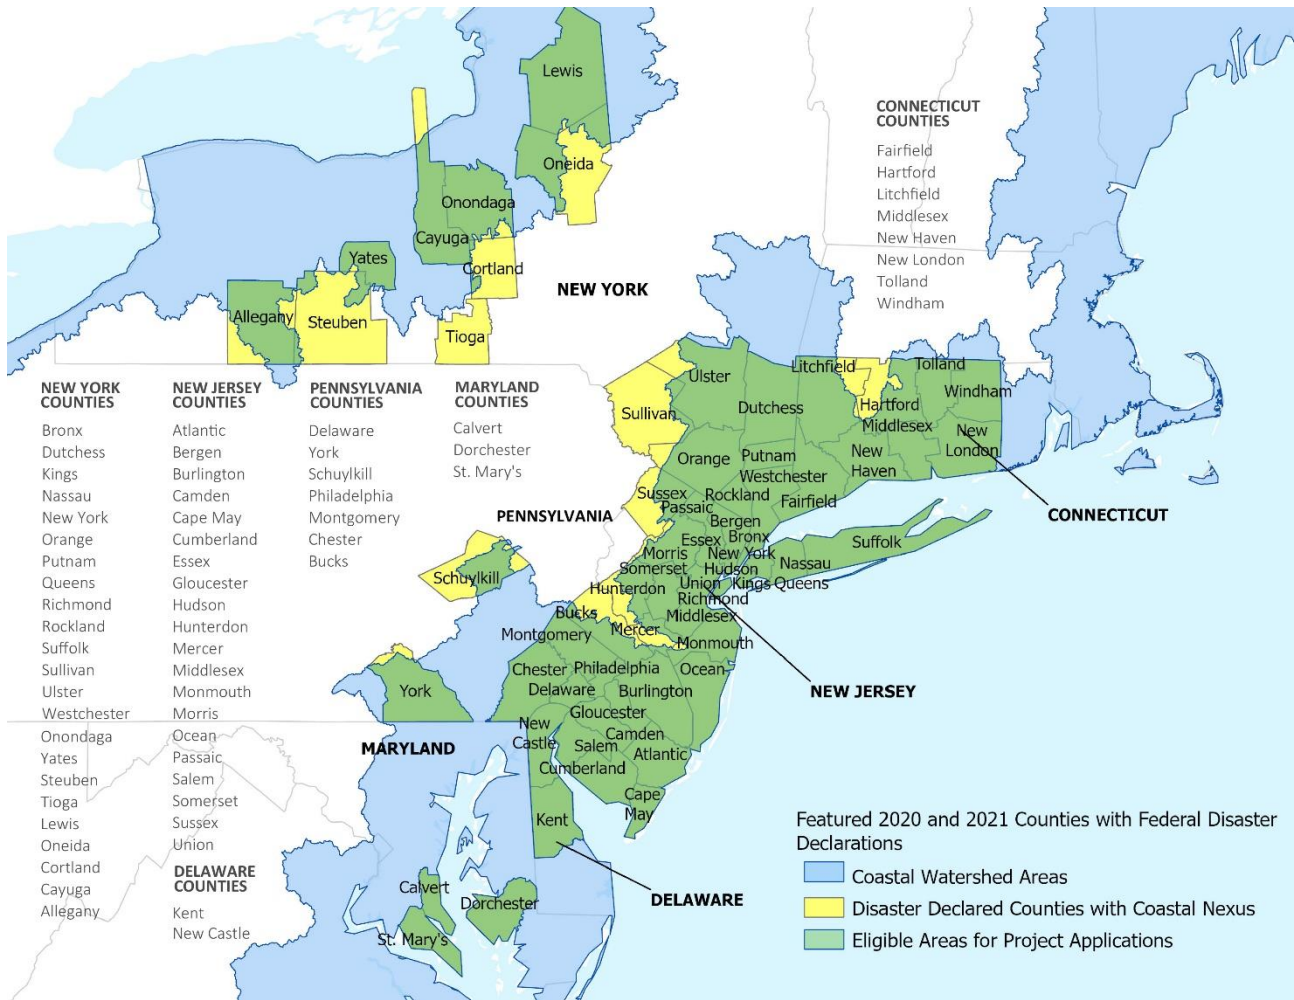 Lewis
CONNECTICUT
COUNTIES
Fairfield
Hartford
Litchfield
Middlesex
New Haven
New London
Tolland
Windham
Oneida
Onondaga
Cayuga
Yates
Cortland
NEW YORK
Allegany
Steuben
Tioga
NEW YORK
COUNTIES
Bronx
Dutchess
Kings
Nassau
New York
Orange
Putnam
Queens
Richmond
Rockland
Suffolk
Sullivan
Ulster
Westchester
Onondaga
Yates
Steuben
Tioga
Lewis
Oneida
Cortland
Cayuga
Allegany
NEW JERSEY
COUNTIES
Atlantic
Bergen
Burlington
Camden
Cape May
Cumberland
Essex
Gloucester
Hudson
Hunterdon
Mercer
Middlesex
Monmouth
Morris
Ocean
Passaic
Salem
Somerset
Sussex
Union
DELAWARE
COUNTIES
Kent
New Castle
PENNSYLVANIA
COUNTIES
Delaware
York
Schuylkill
Philadelphia
Montgomery
Chester
Bucks
MARYLAND
COUNTIES
Calvert
Dorchester
St. Mary's
Ulster
Litchfield
Tolland
Windham
Sullivan
Dutchess
Hartford
Middlesex
New
London
Orange
Putnam
New
Haven
Westchester
Sussex
Rockland
Fairfield
Passaic
PENNSYLVANIA
CONNECTICUT
Bergen
Essex
Bronx
Suffolk
Morris
New York
Somerset
Hudson
Nassau
Schuylkill
Hunterdon
Union
Kings
Queens
Richmond
Bucks
Middlesex
Montgomery
Mercer
Monmouth
Chester
Philadelphia
Ocean
York
Delaware
Burlington
NEW JERSEY
Gloucester
New
Castle
Camden
MARYLAND
Salem
Atlantic
Cumberland
Cape
May
Kent
Calvert
Dorchester
DELAWARE
St. Mary's
Featured 2020 and 2021 Counties with Federal Disaster
Declarations
Coastal Watershed Areas
Disaster Declared Counties with Coastal Nexus
Eligible Areas for Project Applications